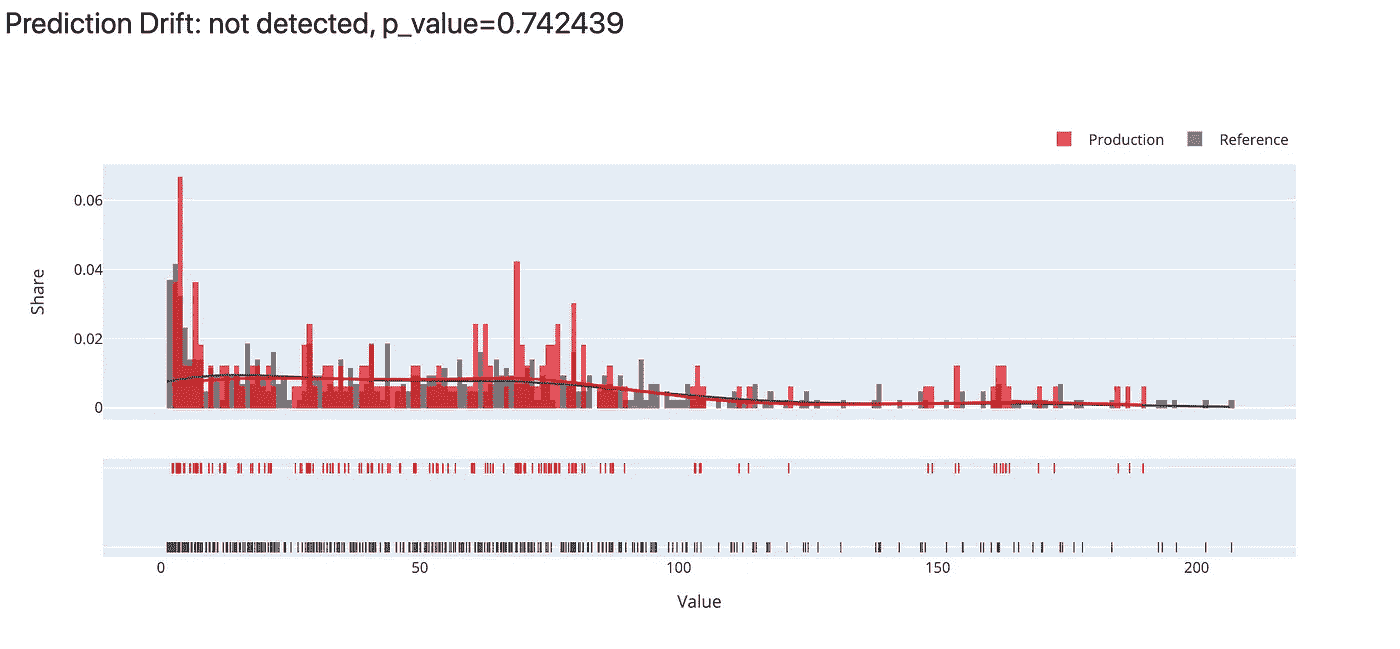 Prediction Drift: not detected, p_value=0.742439
Production Reference
0.06
0.04
0.02
0
Share
0 50 100 150 200
Value